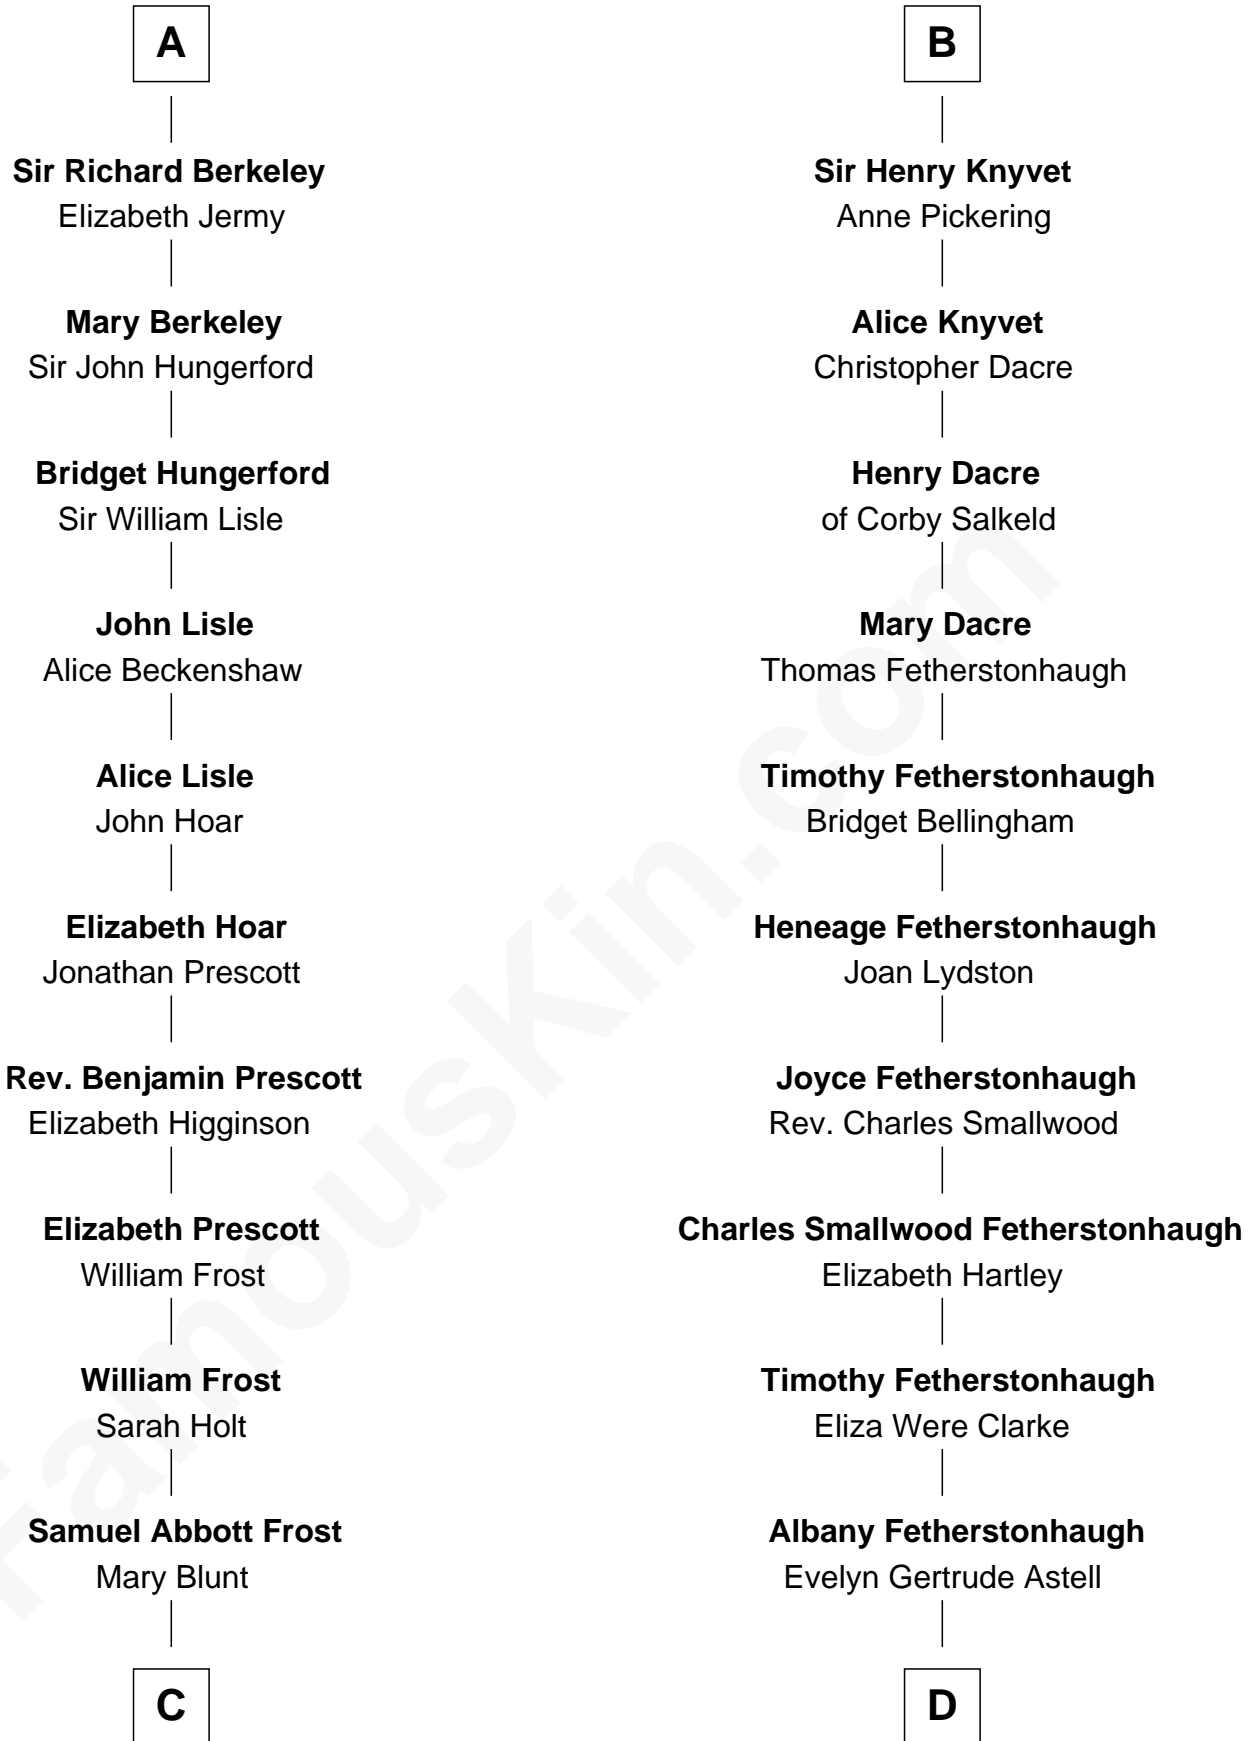 A
Sir Richard Berkeley
Elizabeth Jermy
Mary Berkeley
Sir John Hungerford
Bridget Hungerford
Sir William Lisle
John Lisle
Alice Beckenshaw
Alice Lisle
John Hoar
Elizabeth Hoar
Jonathan Prescott
Rev. Benjamin Prescott
Elizabeth Higginson
Elizabeth Prescott
William Frost
William Frost
Sarah Holt
Samuel Abbott Frost
Mary Blunt
C
B
Sir Henry Knyvet
Anne Pickering
Alice Knyvet
Christopher Dacre
Henry Dacre
of Corby Salkeld
Mary Dacre
Thomas Fetherstonhaugh
Timothy Fetherstonhaugh
Bridget Bellingham
Heneage Fetherstonhaugh
Joan Lydston
Joyce Fetherstonhaugh
Rev. Charles Smallwood
Charles Smallwood Fetherstonhaugh
Elizabeth Hartley
Timothy Fetherstonhaugh
Eliza Were Clarke
Albany Fetherstonhaugh
Evelyn Gertrude Astell
D
FamousKin.com